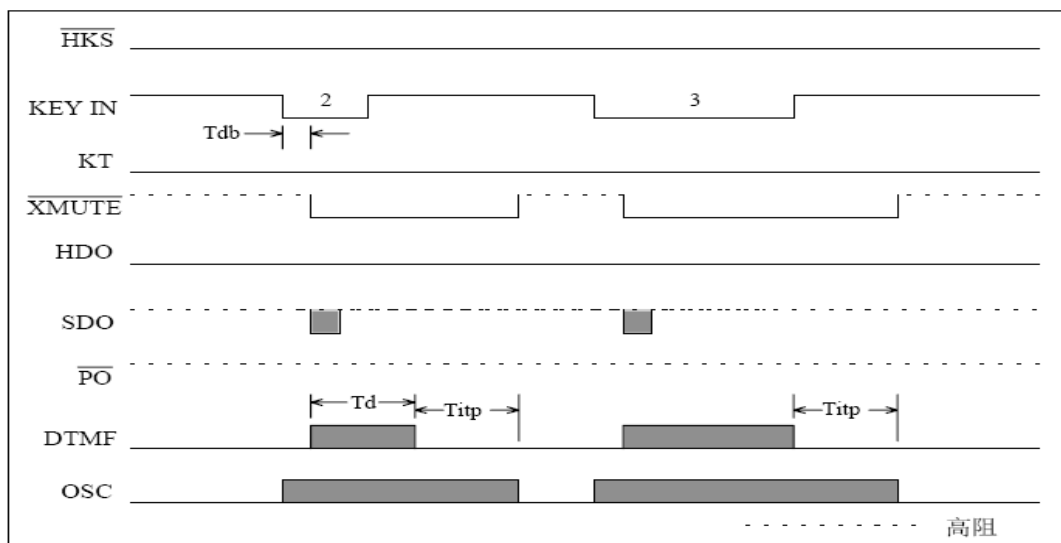 HKS
KEY IN 2 3
Tdb
KT
XMUTE
HDO
SDO
PO
Td Titp Titp
DTMF
OSC
高阻